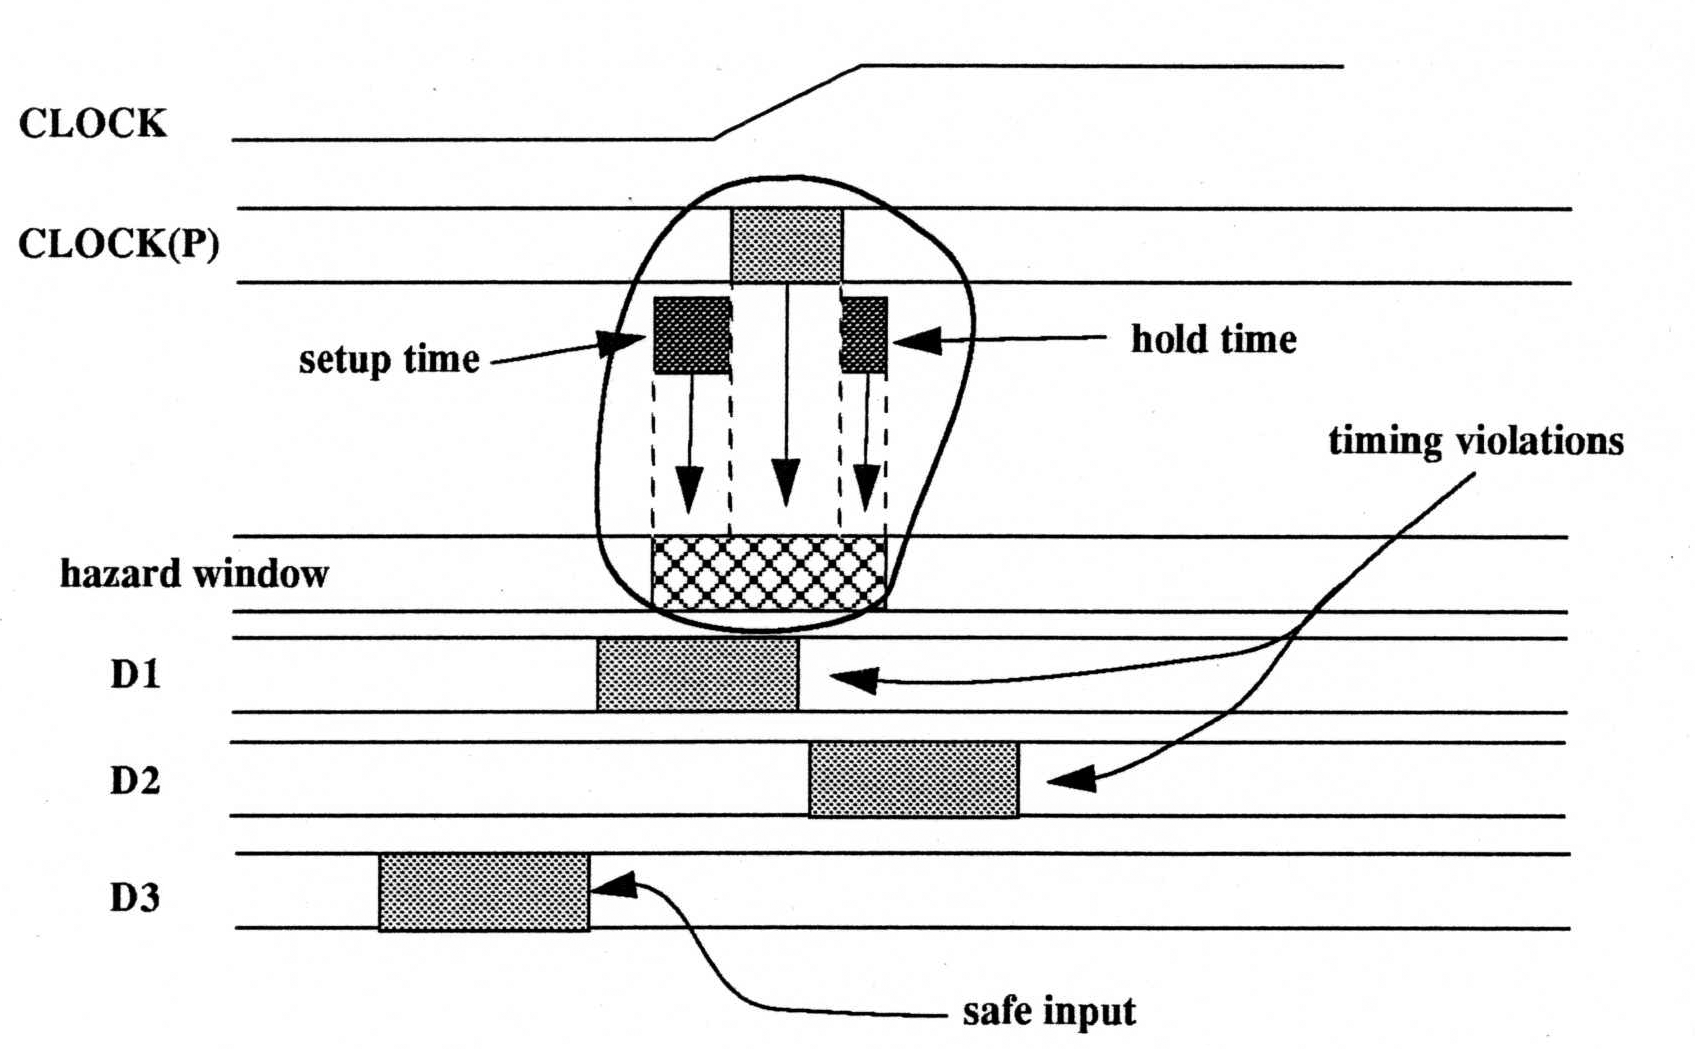 CLOCK
CLOCK(P)
setup time
hold time
timing violations
hazard window
D1
D2
D3
safe input